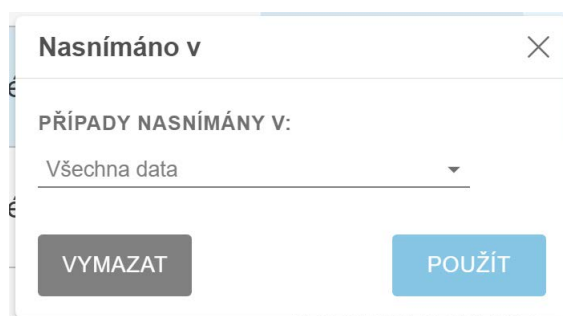 Nasnímáno v
PŘÍPADY NASNÍMÁNY V:
Všechna data
VYMAZAT
POUŽÍT